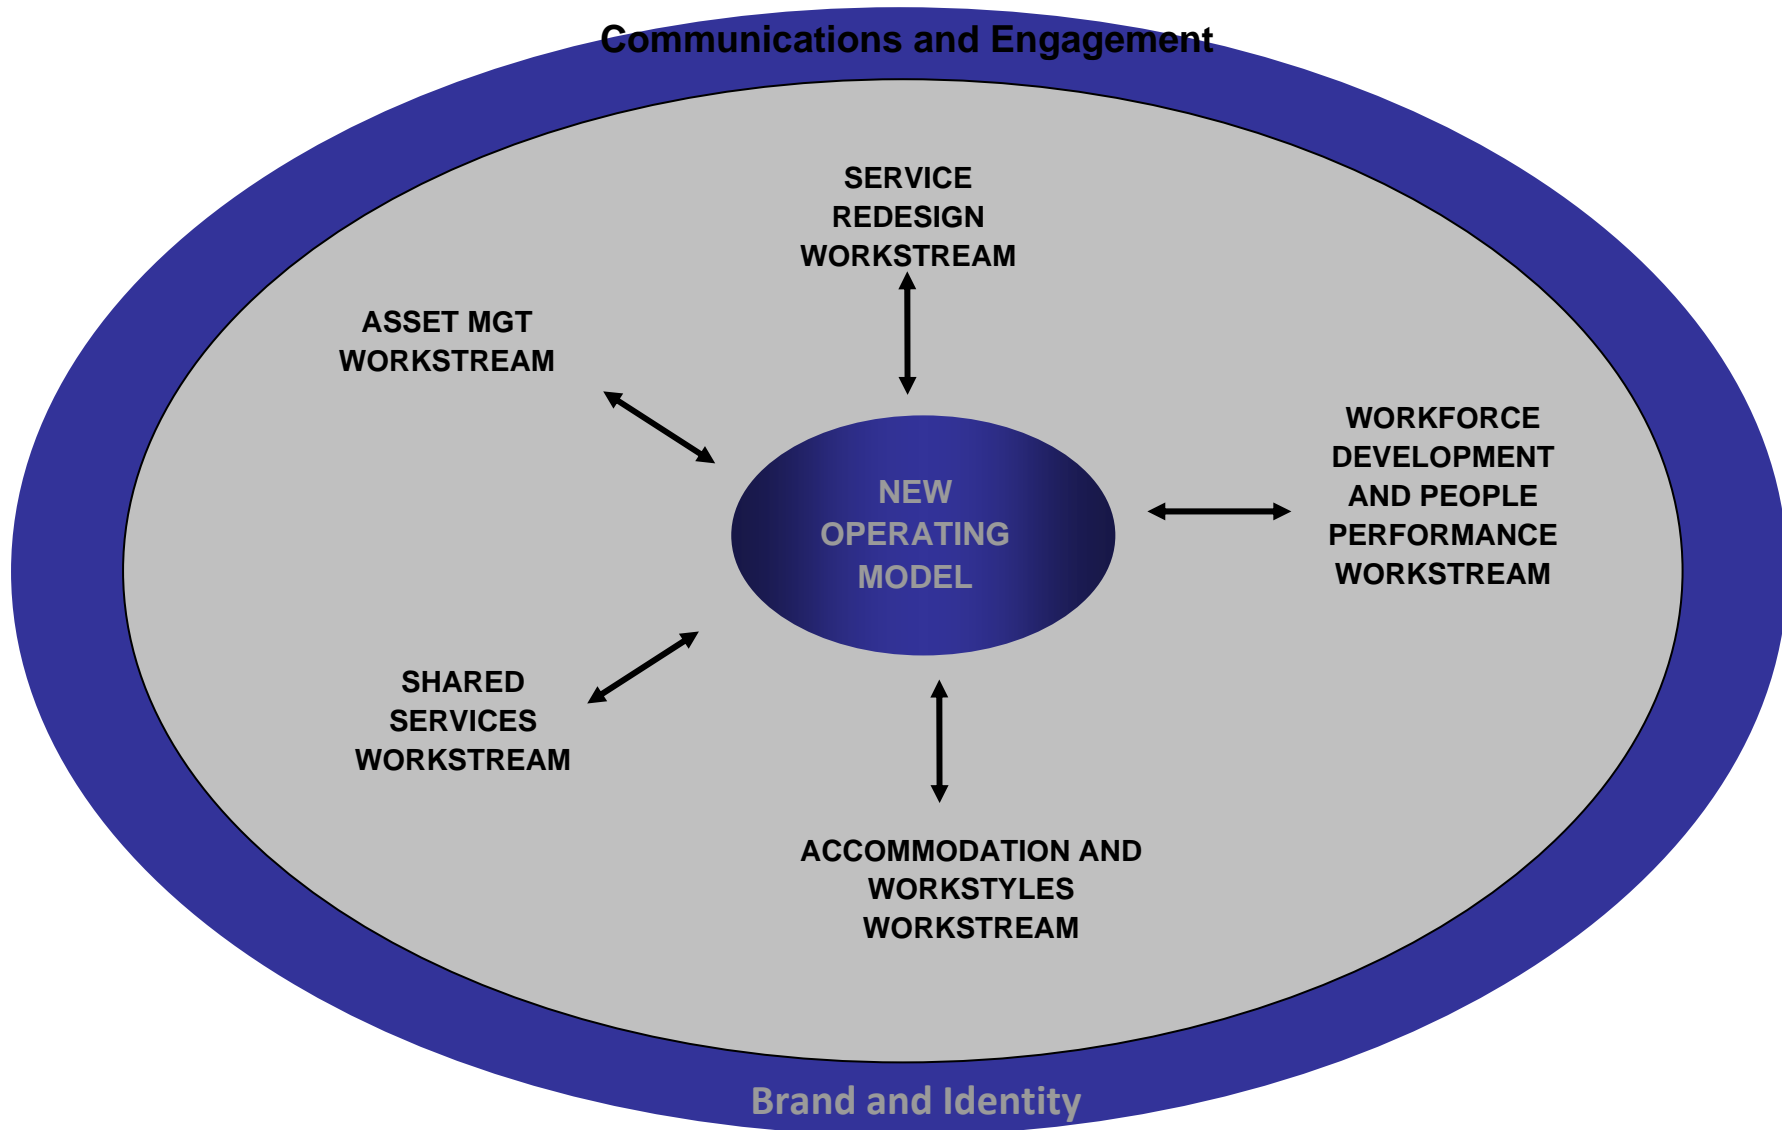 Communications and Engagement
SERVICE
REDESIGN
WORKSTREAM
ASSET MGT
WORKSTREAM
WORKFORCE
DEVELOPMENT
AND PEOPLE
PERFORMANCE
WORKSTREAM
NEW
OPERATING
MODEL
SHARED
SERVICES
WORKSTREAM
ACCOMMODATION AND
WORKSTYLES
WORKSTREAM
Brand and Identity